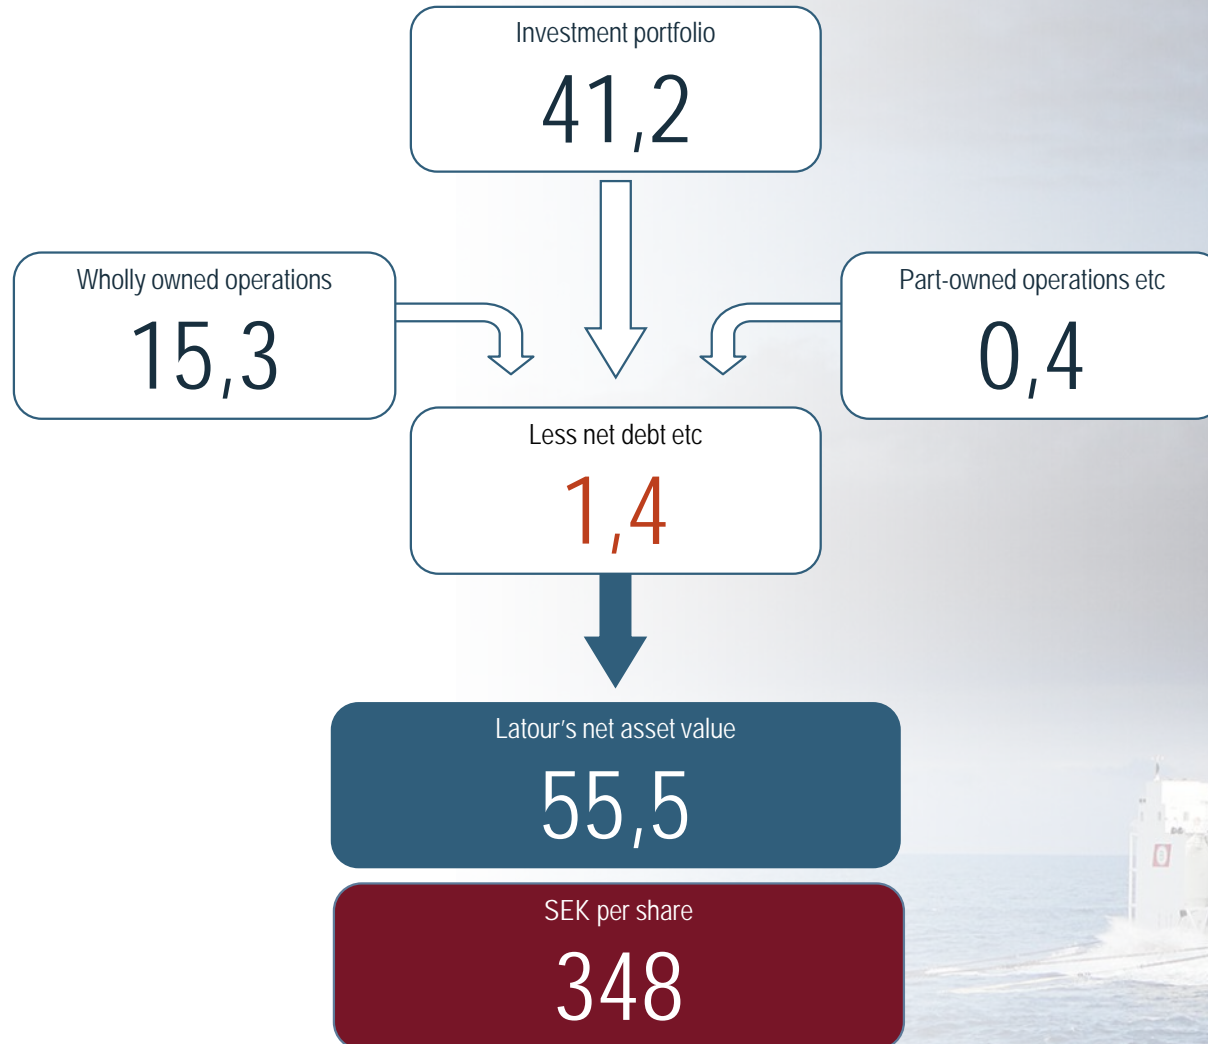 Investment portfolio
41,2
Wholly owned operations
15,3
Part-owned operations etc
0,4
Less net debt etc
1,4
Latour’s net asset value
55,5
SEK per share
348